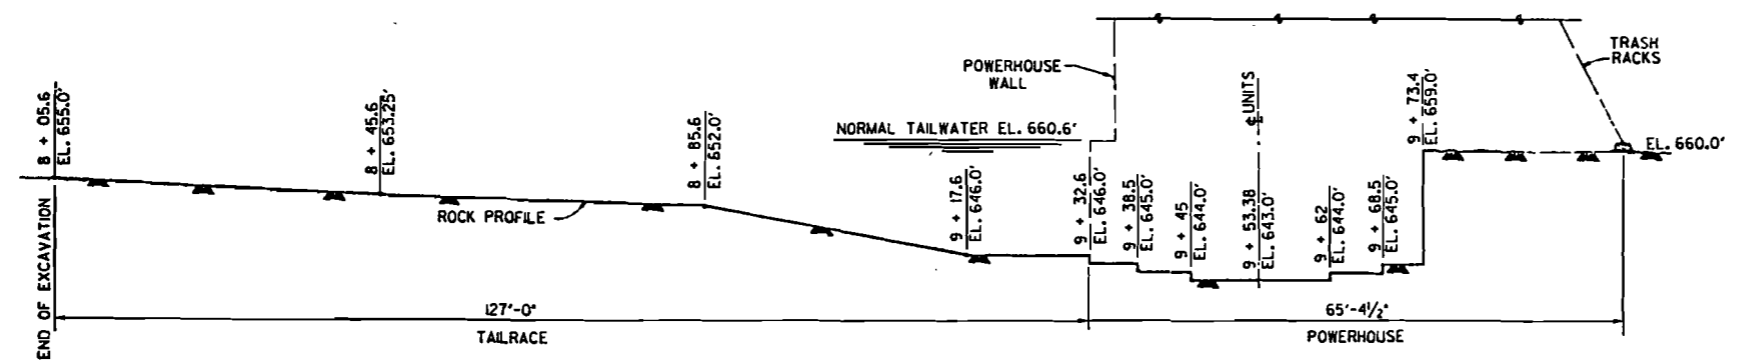 TRASH
RACKS
POWERHOUSE
WALL
NORMAL TAILWATER EL. 660.6'
EL. 660.0'
8 + 05.6
EL. 655.0'
8 + 45.6
EL. 653.25'
8 + 85.6
EL. 652.0'
9 + 17.6
EL. 646.0'
9 + 32.6
EL. 646.0'
9 + 38.5
EL. 645.0'
9 + 45
EL. 644.0'
℄ UNITS
9 + 53.38
EL. 643.0'
9 + 62
EL. 644.0'
9 + 68.5
EL. 645.0'
9 + 73.4
EL. 659.0'
ROCK PROFILE
END OF EXCAVATION
127'-0"
TAILRACE
65'-4½"
POWERHOUSE